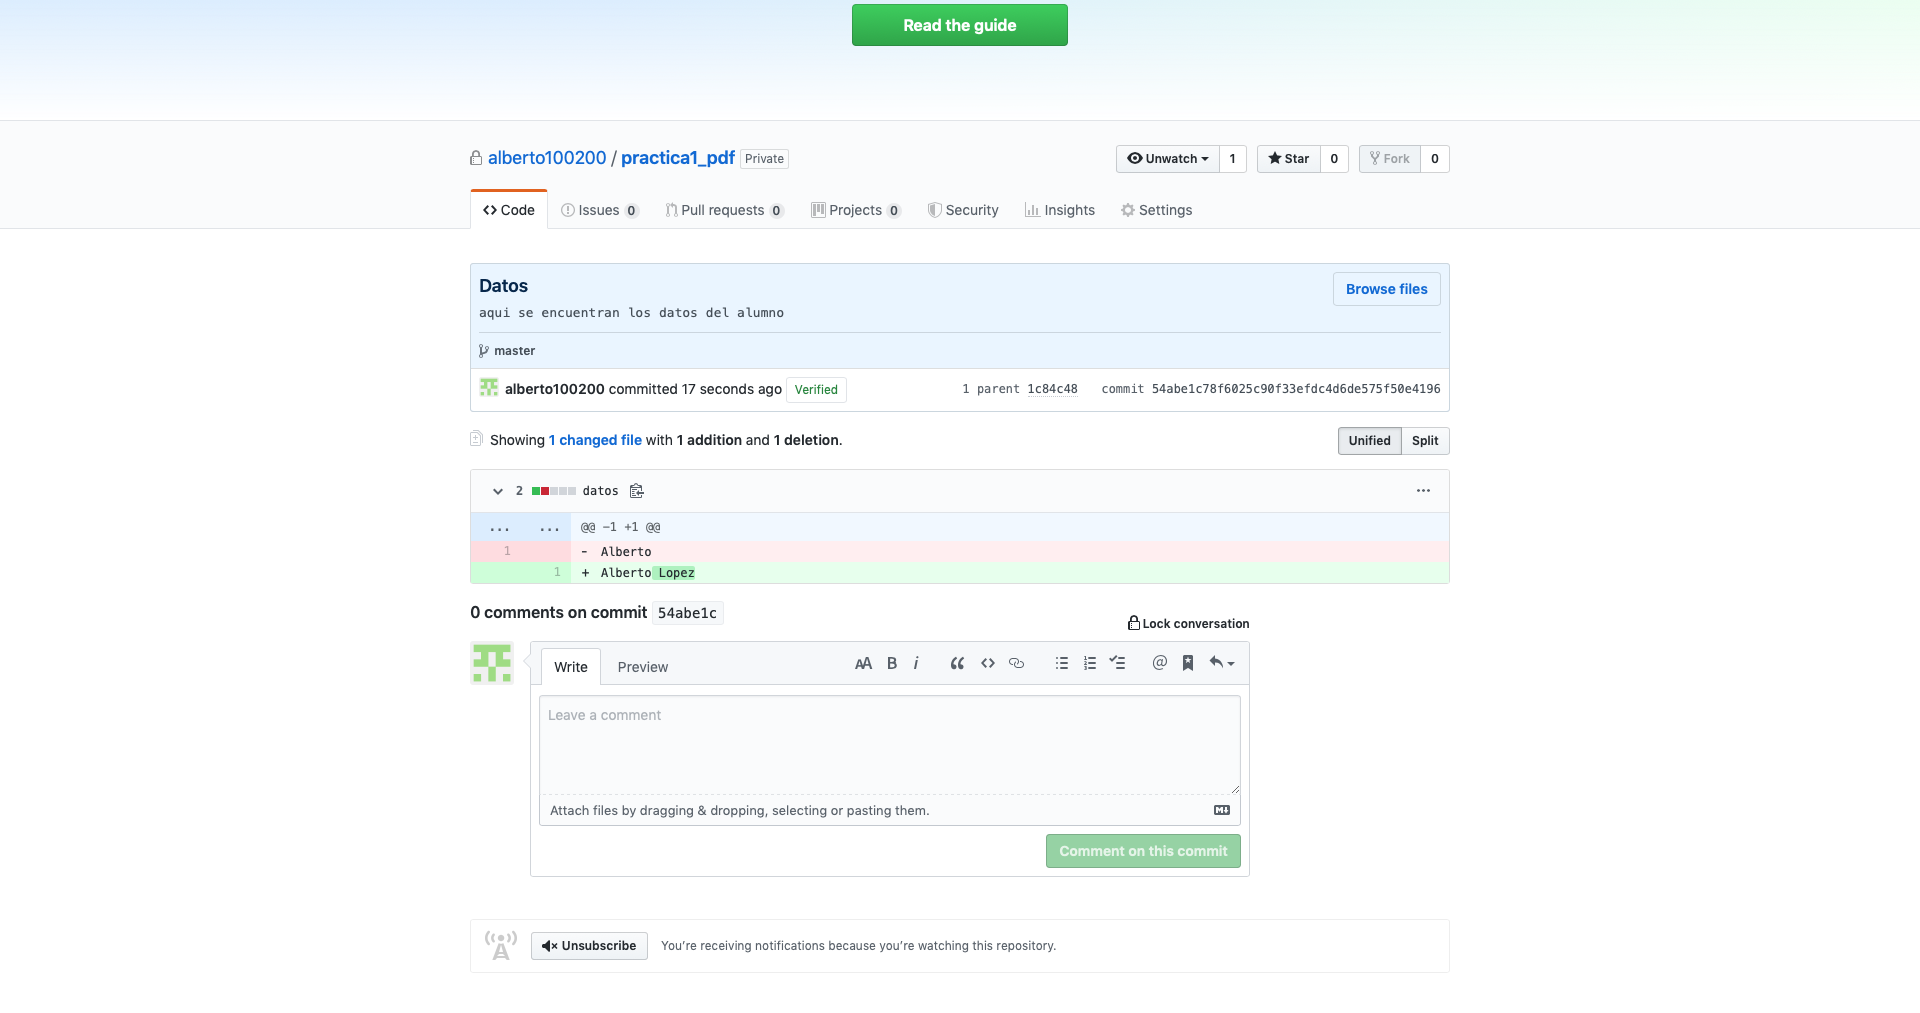 Read the guide
alberto100200 / practica1_pdf Private
Unwatch 1 Star 0 Fork 0
Code Issues 0 Pull requests 0 Projects 0 Security Insights Settings
Datos
Browse files
aqui se encuentran los datos del alumno
master
alberto100200 committed 17 seconds ago Verified 1 parent 1c84c48 commit 54abe1c78f6025c90f33efdc4d6de575f50e4196
Showing 1 changed file with 1 addition and 1 deletion. Unified Split
2 datos ...
... ... @@ -1 +1 @@
1 - Alberto
1 + Alberto Lopez
0 comments on commit 54abe1c
Lock conversation
Write Preview AA B i @
Leave a comment
Attach files by dragging & dropping, selecting or pasting them.
Comment on this commit
Unsubscribe You're receiving notifications because you're watching this repository.